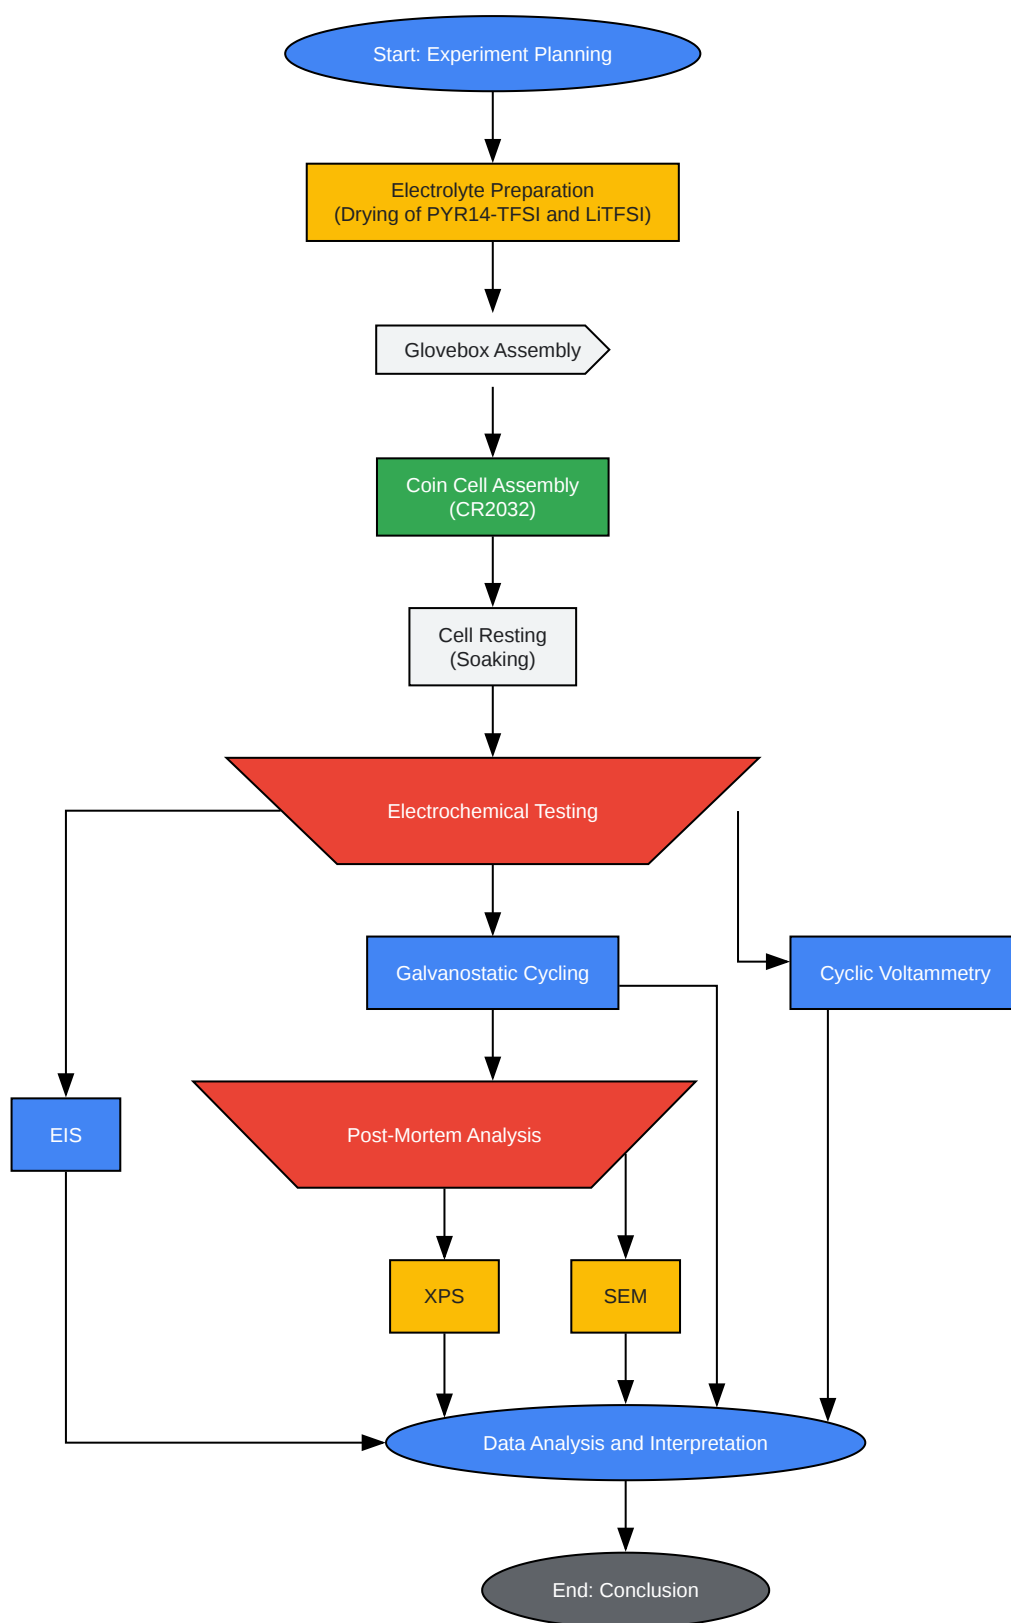 Start: Experiment Planning
Electrolyte Preparation
(Drying of PYR14-TFSI and LiTFSI)
Glovebox Assembly
Coin Cell Assembly
(CR2032)
Cell Resting
(Soaking)
Electrochemical Testing
Galvanostatic Cycling
Cyclic Voltammetry
EIS
Post-Mortem Analysis
XPS
SEM
Data Analysis and Interpretation
End: Conclusion